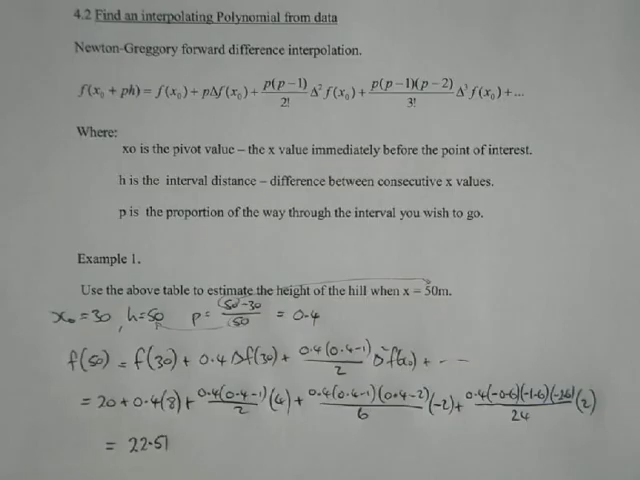 4.2 Find an interpolating Polynomial from data
Newton-Greggory forward difference interpolation.
f(x₀ + ph) = f(x₀) + pΔf(x₀) + p(p−1)/2! Δ² f(x₀) + p(p−1)(p−2)/3! Δ³ f(x₀) + ...
Where:
xo is the pivot value – the x value immediately before the point of interest.
h is the interval distance – difference between consecutive x values.
p is the proportion of the way through the interval you wish to go.
Example 1.
Use the above table to estimate the height of the hill when x = 50m.
x₀ = 30, h = 50 p = (50−30)/50 = 0.4
f(50) = f(30) + 0.4 Δf(30) + 0.4(0.4−1)/2 Δ²f(x₀) + - -
= 20 + 0.4(8) + 0.4(0.4−1)/2 (4) + 0.4(0.4−1)(0.4−2)/6 (−2) + 0.4(−0.6)(−1.6)(−2.6)/24 (2)
= 22.51